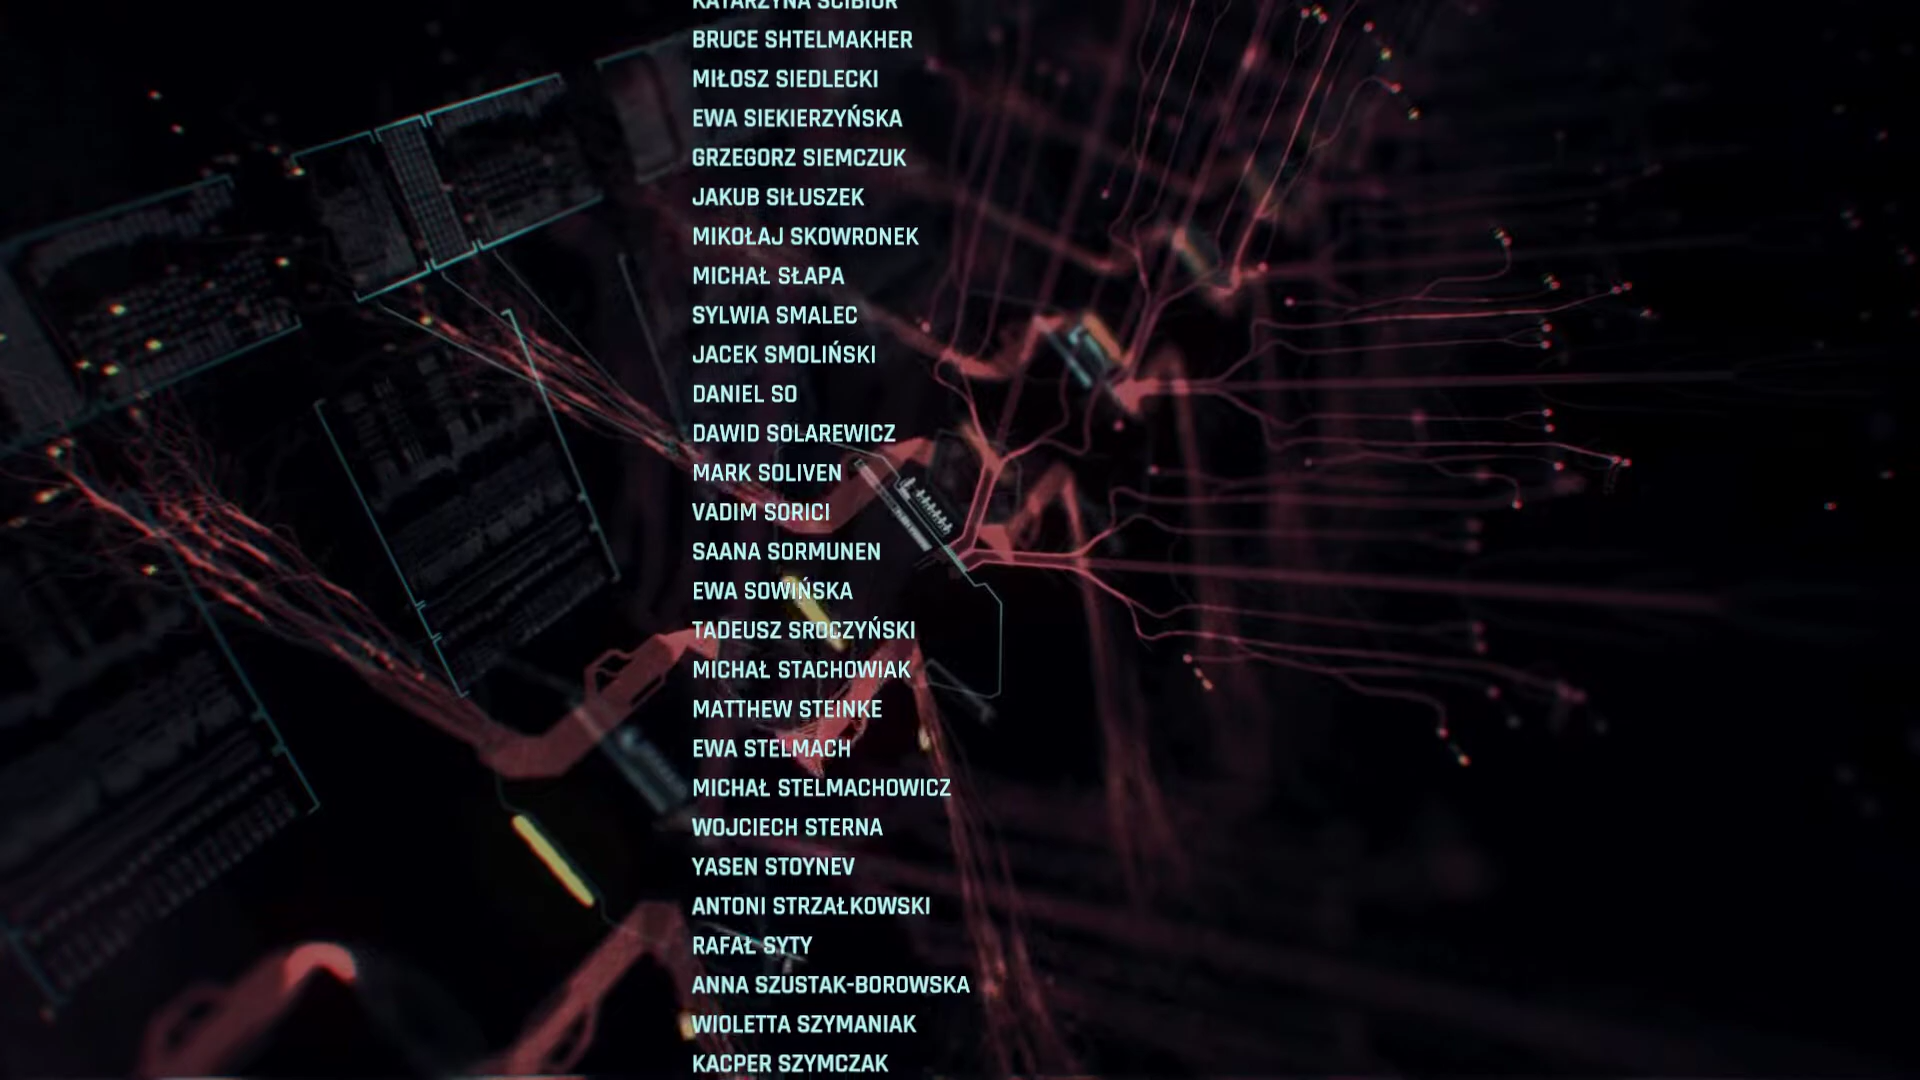 KATARZYNA ŚCIBIOR
BRUCE SHTELMAKHER
MIŁOSZ SIEDLECKI
EWA SIEKIERZYŃSKA
GRZEGORZ SIEMCZUK
JAKUB SIŁUSZEK
MIKOŁAJ SKOWRONEK
MICHAŁ SŁAPA
SYLWIA SMALEC
JACEK SMOLIŃSKI
DANIEL SO
DAWID SOLAREWICZ
MARK SOLIVEN
VADIM SORICI
SAANA SORMUNEN
EWA SOWIŃSKA
TADEUSZ SROCZYŃSKI
MICHAŁ STACHOWIAK
MATTHEW STEINKE
EWA STELMACH
MICHAŁ STELMACHOWICZ
WOJCIECH STERNA
YASEN STOYNEV
ANTONI STRZAŁKOWSKI
RAFAŁ SYTY
ANNA SZUSTAK-BOROWSKA
WIOLETTA SZYMANIAK
KACPER SZYMCZAK